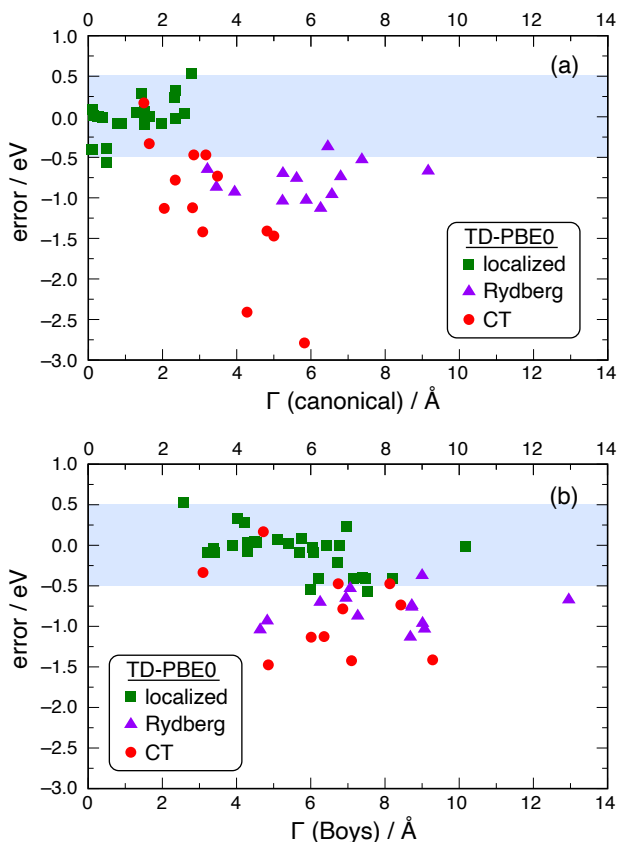 0 2 4 6 8 10 12 14
1.0
(a)
0.5
0.0
−0.5
−1.0
−1.5
−2.0
−2.5
−3.0
error / eV
TD-PBE0
localized
Rydberg
CT
0 2 4 6 8 10 12 14
Γ (canonical) / Å
0 2 4 6 8 10 12 14
1.0
(b)
0.5
0.0
−0.5
−1.0
−1.5
−2.0
−2.5
−3.0
error / eV
TD-PBE0
localized
Rydberg
CT
0 2 4 6 8 10 12 14
Γ (Boys) / Å